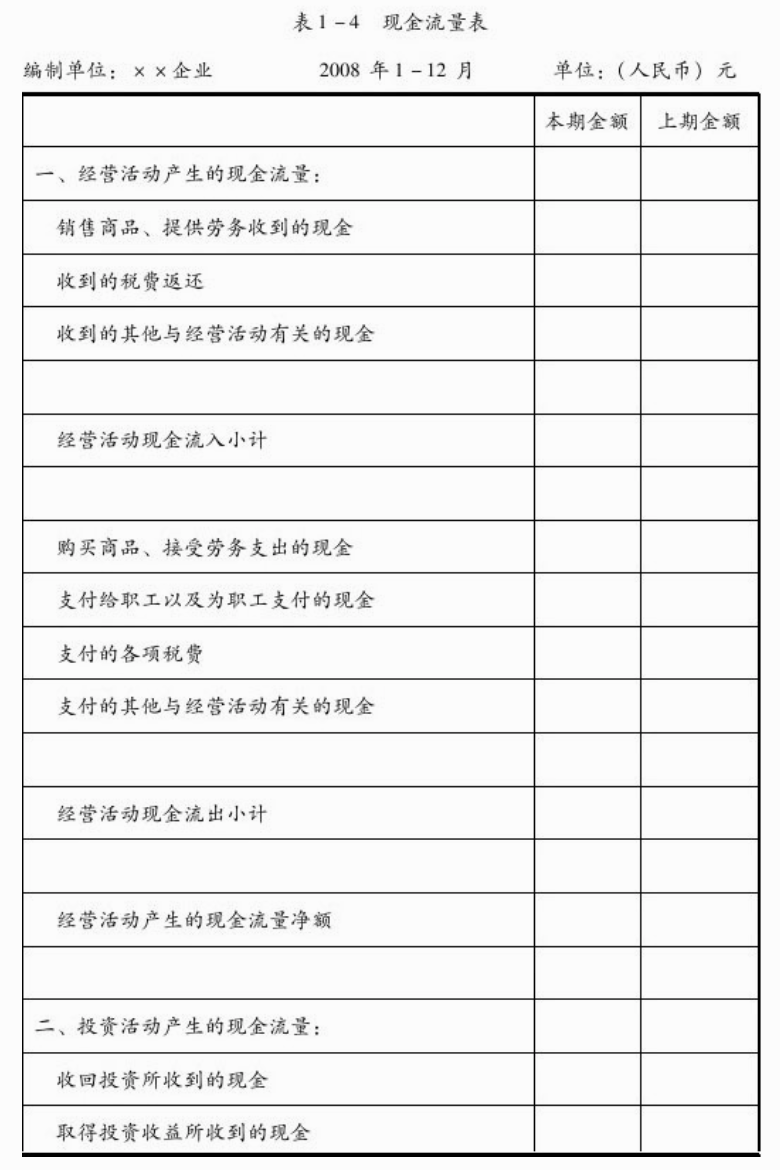 表1-4 现金流量表
编制单位：××企业 2008 年1-12 月 单位：(人民币) 元
本期金额 上期金额
一、经营活动产生的现金流量：
销售商品、提供劳务收到的现金
收到的税费返还
收到的其他与经营活动有关的现金
经营活动现金流入小计
购买商品、接受劳务支出的现金
支付给职工以及为职工支付的现金
支付的各项税费
支付的其他与经营活动有关的现金
经营活动现金流出小计
经营活动产生的现金流量净额
二、投资活动产生的现金流量：
收回投资所收到的现金
取得投资收益所收到的现金